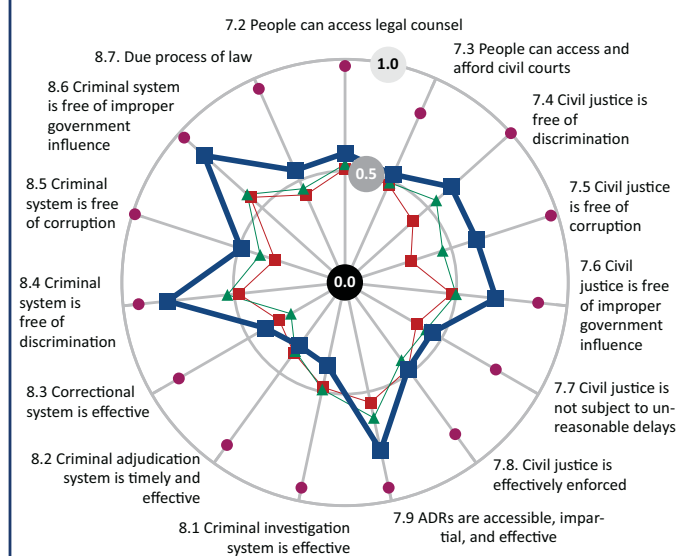 7.2 People can access legal counsel
7.3 People can access and
afford civil courts
7.4 Civil justice is
free of
discrimination
7.5 Civil justice
is free of
corruption
7.6 Civil
justice is free
of improper
government
influence
7.7 Civil justice is
not subject to un-
reasonable delays
7.8. Civil justice is
effectively enforced
7.9 ADRs are accessible, impar-
tial, and effective
8.1 Criminal investigation
system is effective
8.2 Criminal adjudication
system is timely and
effective
8.3 Correctional
system is effective
8.4 Criminal
system is
free of
discrimination
8.5 Criminal
system is free
of corruption
8.6 Criminal system
is free of improper
government
influence
8.7. Due process of law
1.0
0.5
0.0